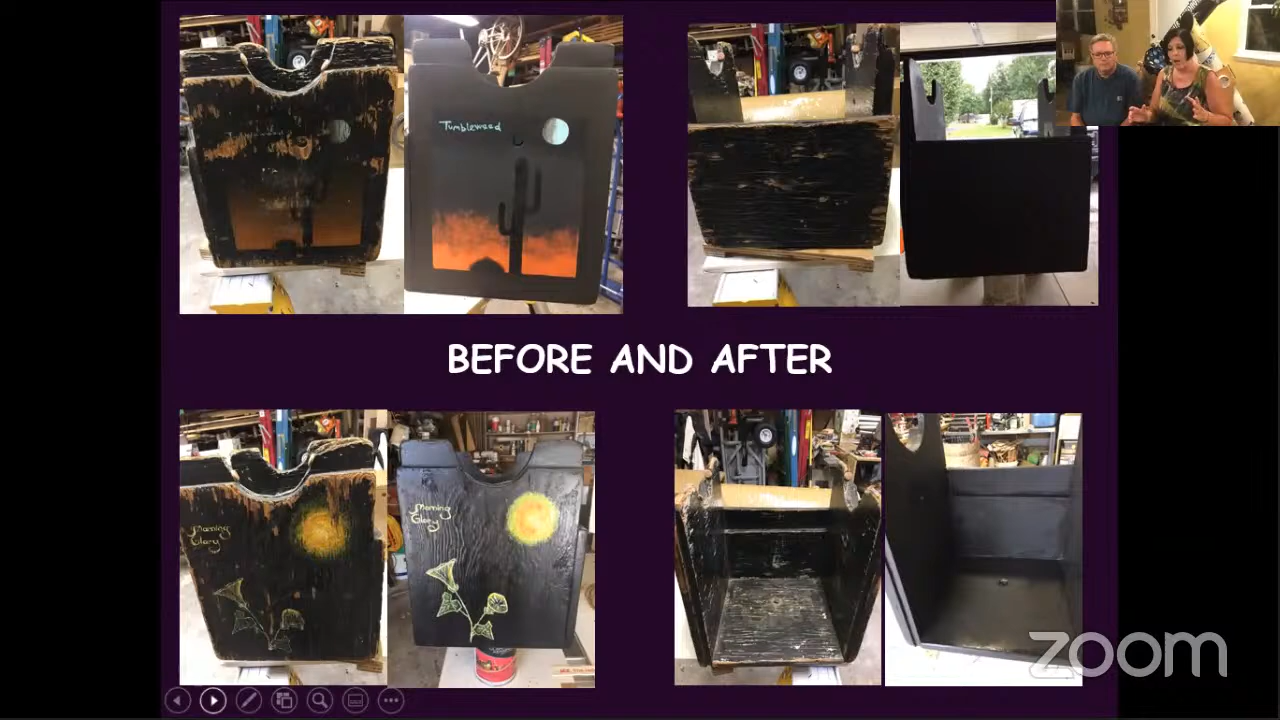 Tumbleweed
BEFORE AND AFTER
Morning
Glory
Morning
Glory
zoom